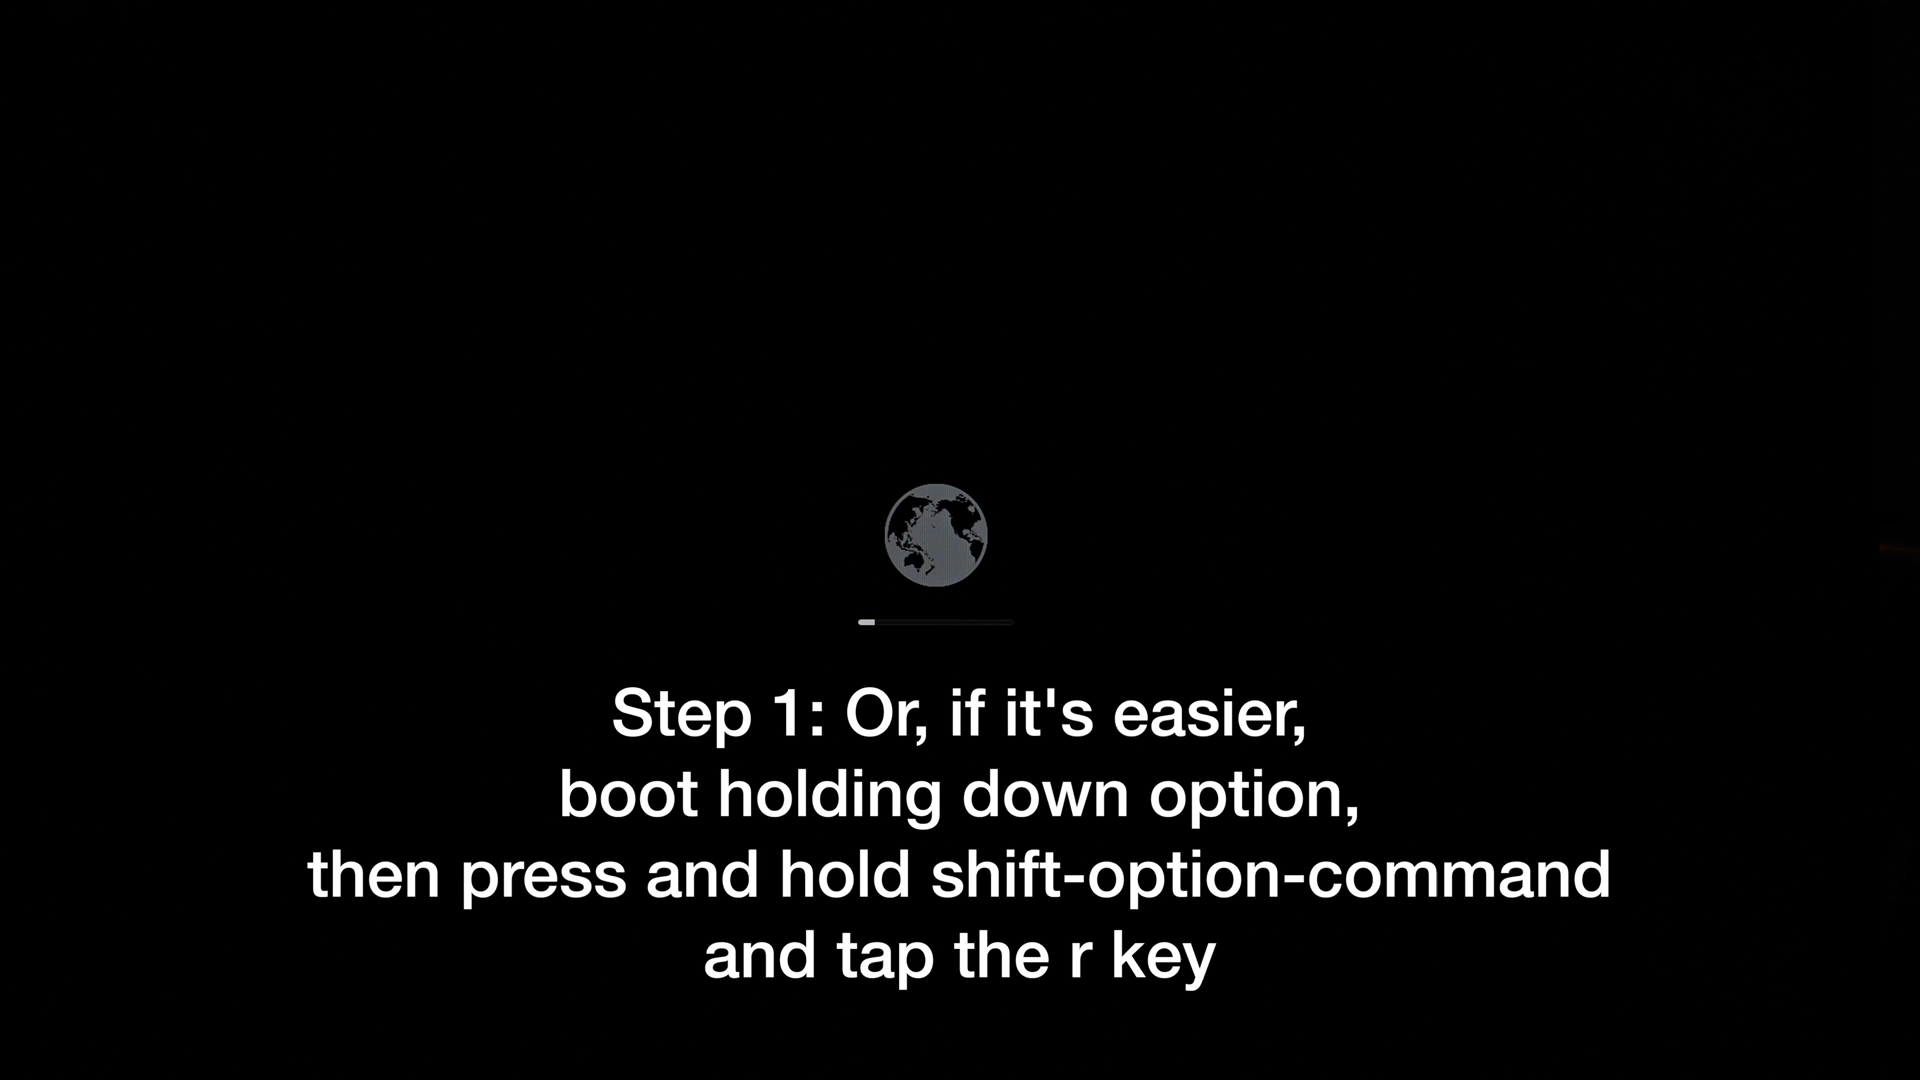 Step 1: Or, if it's easier,
boot holding down option,
then press and hold shift-option-command
and tap the r key